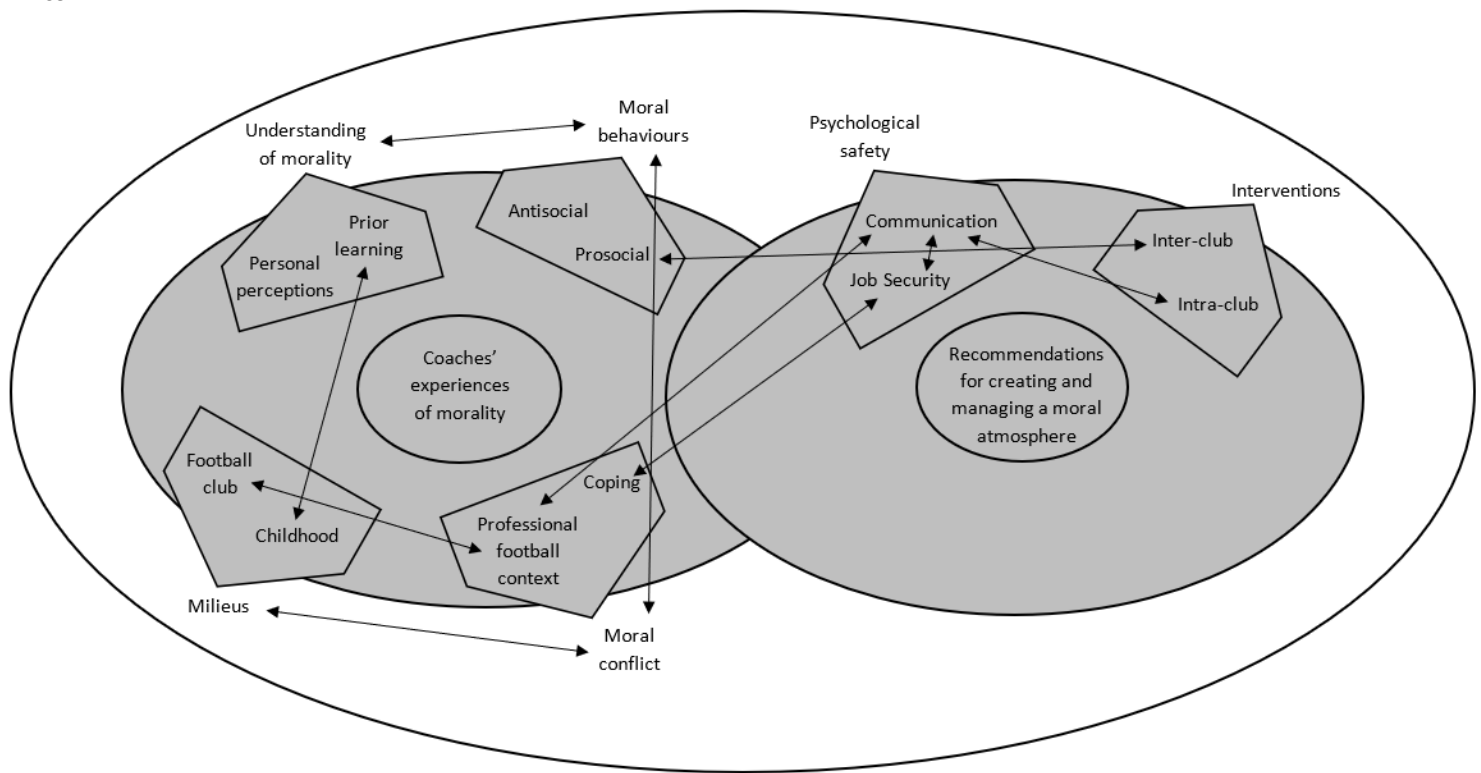 Understanding
of morality
Moral
behaviours
Psychological
safety
Interventions
Prior
learning
Personal
perceptions
Antisocial
Prosocial
Communication
Job Security
Inter-club
Intra-club
Coaches’
experiences
of morality
Recommendations
for creating and
managing a moral
atmosphere
Football
club
Childhood
Coping
Professional
football
context
Milieus
Moral
conflict